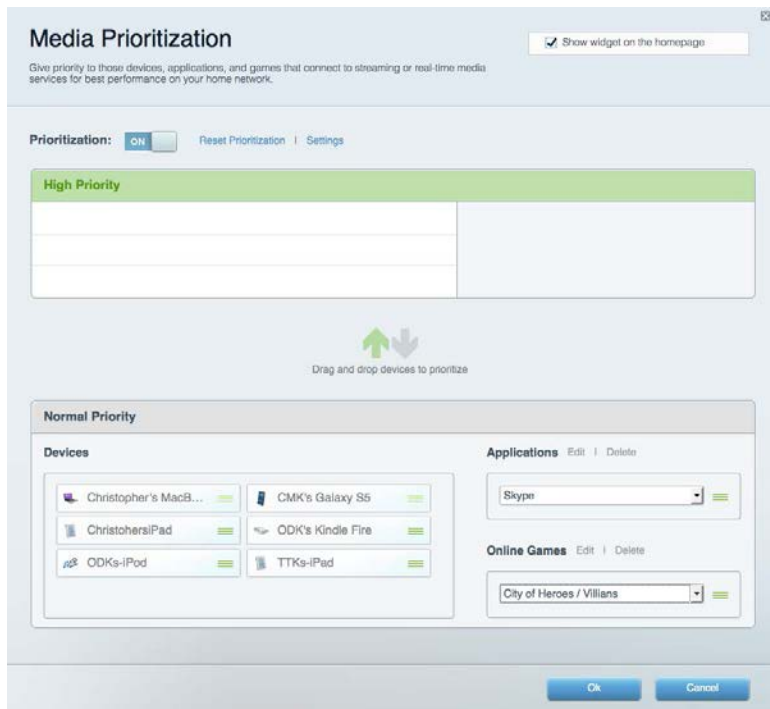 Media Prioritization
Show widget on the homepage
Give priority to those devices, applications, and games that connect to streaming or real-time media
services for best performance on your home network.
Prioritization: ON Reset Prioritization | Settings
High Priority
Drag and drop devices to prioritize
Normal Priority
Devices
Christopher's MacB...
CMK's Galaxy S5
ChristohersiPad
ODK's Kindle Fire
ODKs-iPod
TTKs-iPad
Applications Edit | Delete
Skype
Online Games Edit | Delete
City of Heroes / Villians
Ok
Cancel